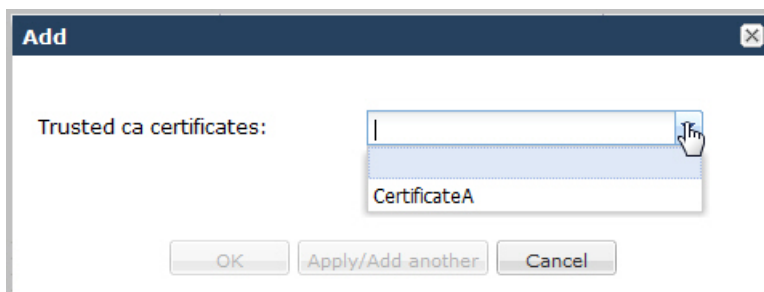 Add
Trusted ca certificates:
CertificateA
OK Apply/Add another Cancel